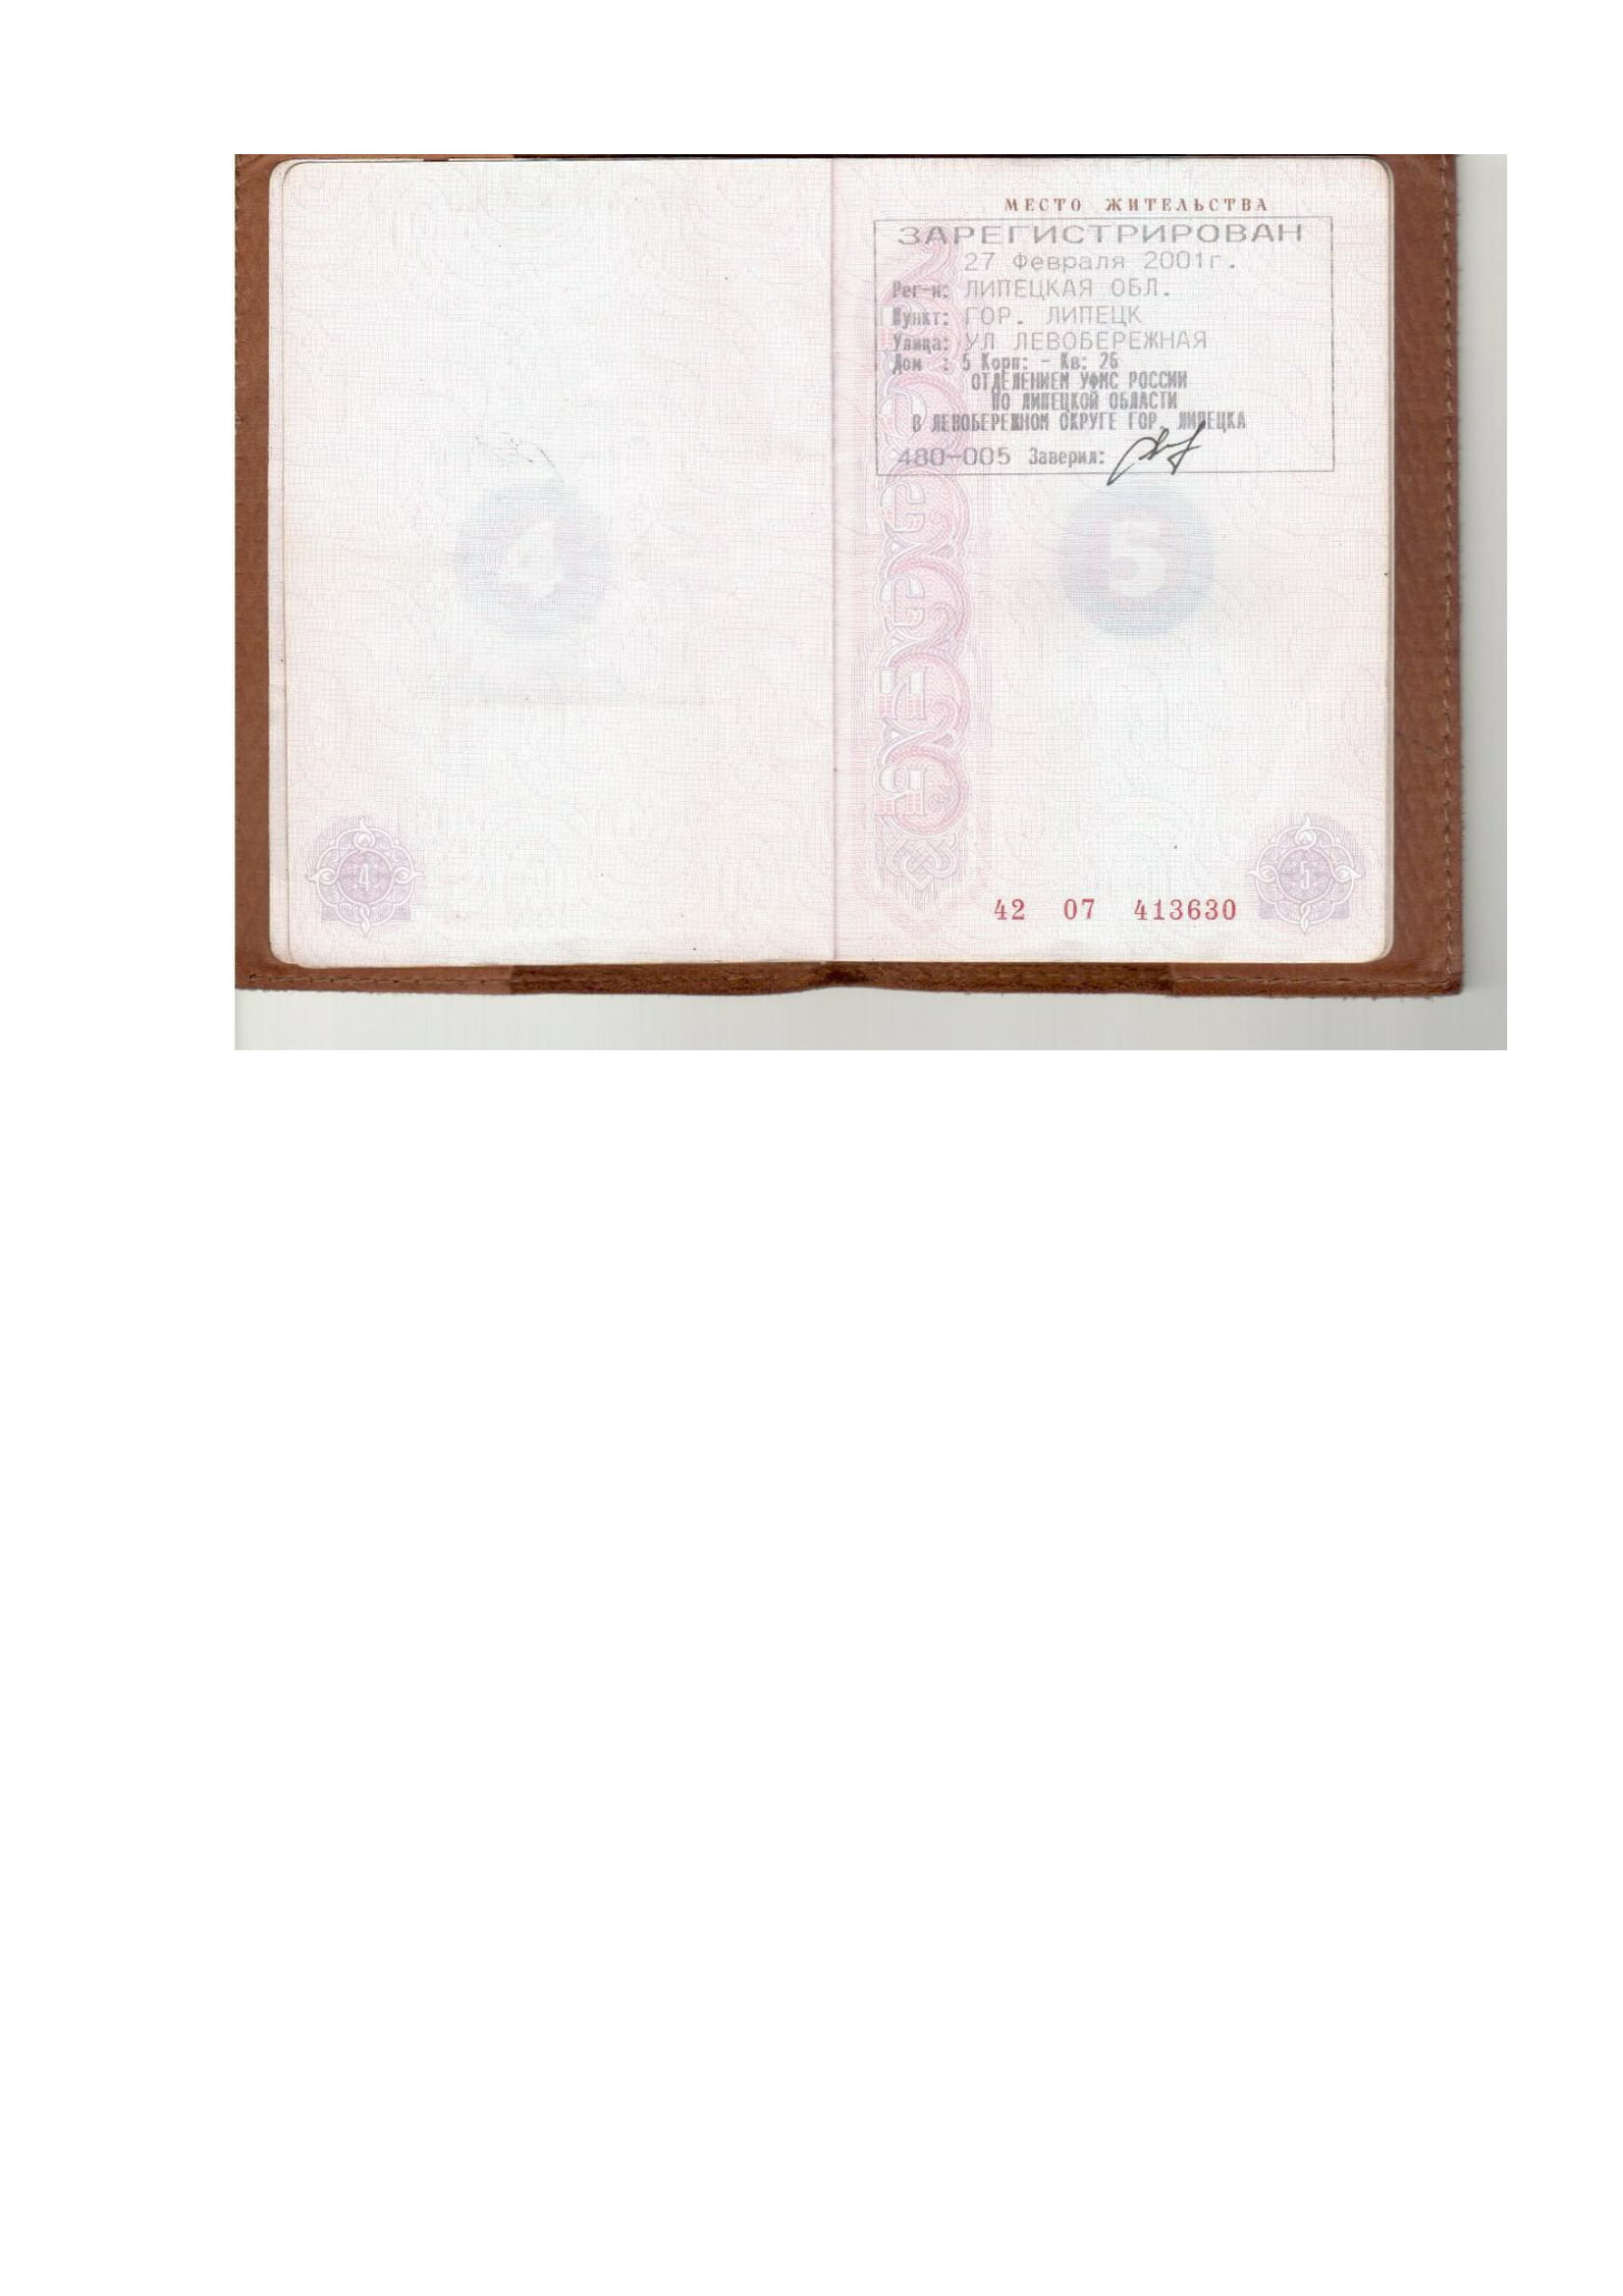 МЕСТО ЖИТЕЛЬСТВА
ЗАРЕГИСТРИРОВАН
27 Февраля 2001г.
Рег-н: ЛИПЕЦКАЯ ОБЛ.
Пункт: ГОР. ЛИПЕЦК
Улица: УЛ ЛЕВОБЕРЕЖНАЯ
Дом : 5 Корп: - Кв: 26
ОТДЕЛЕНИЕМ УФМС РОССИИ
ПО ЛИПЕЦКОЙ ОБЛАСТИ
В ЛЕВОБЕРЕЖНОМ ОКРУГЕ ГОР. ЛИПЕЦКА
480-005 Заверил:
4
5
4
5
42 07 413630